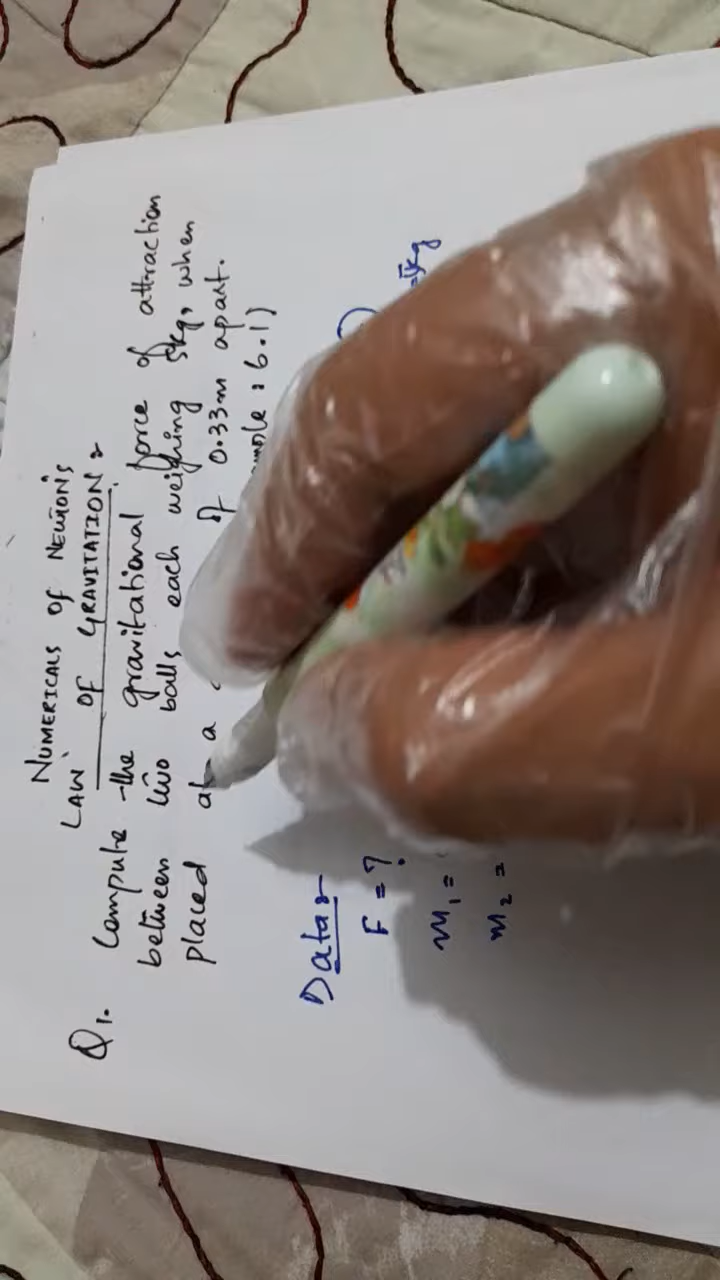 NUMERICALS OF NEWTON'S
LAW OF GRAVITATION:
Q1. Compute the gravitational force of attraction
between two balls each weighing 5kg, when
placed at a of 0.33m apart.
6.1)
Data:
F = ?
m1 =
m2 =